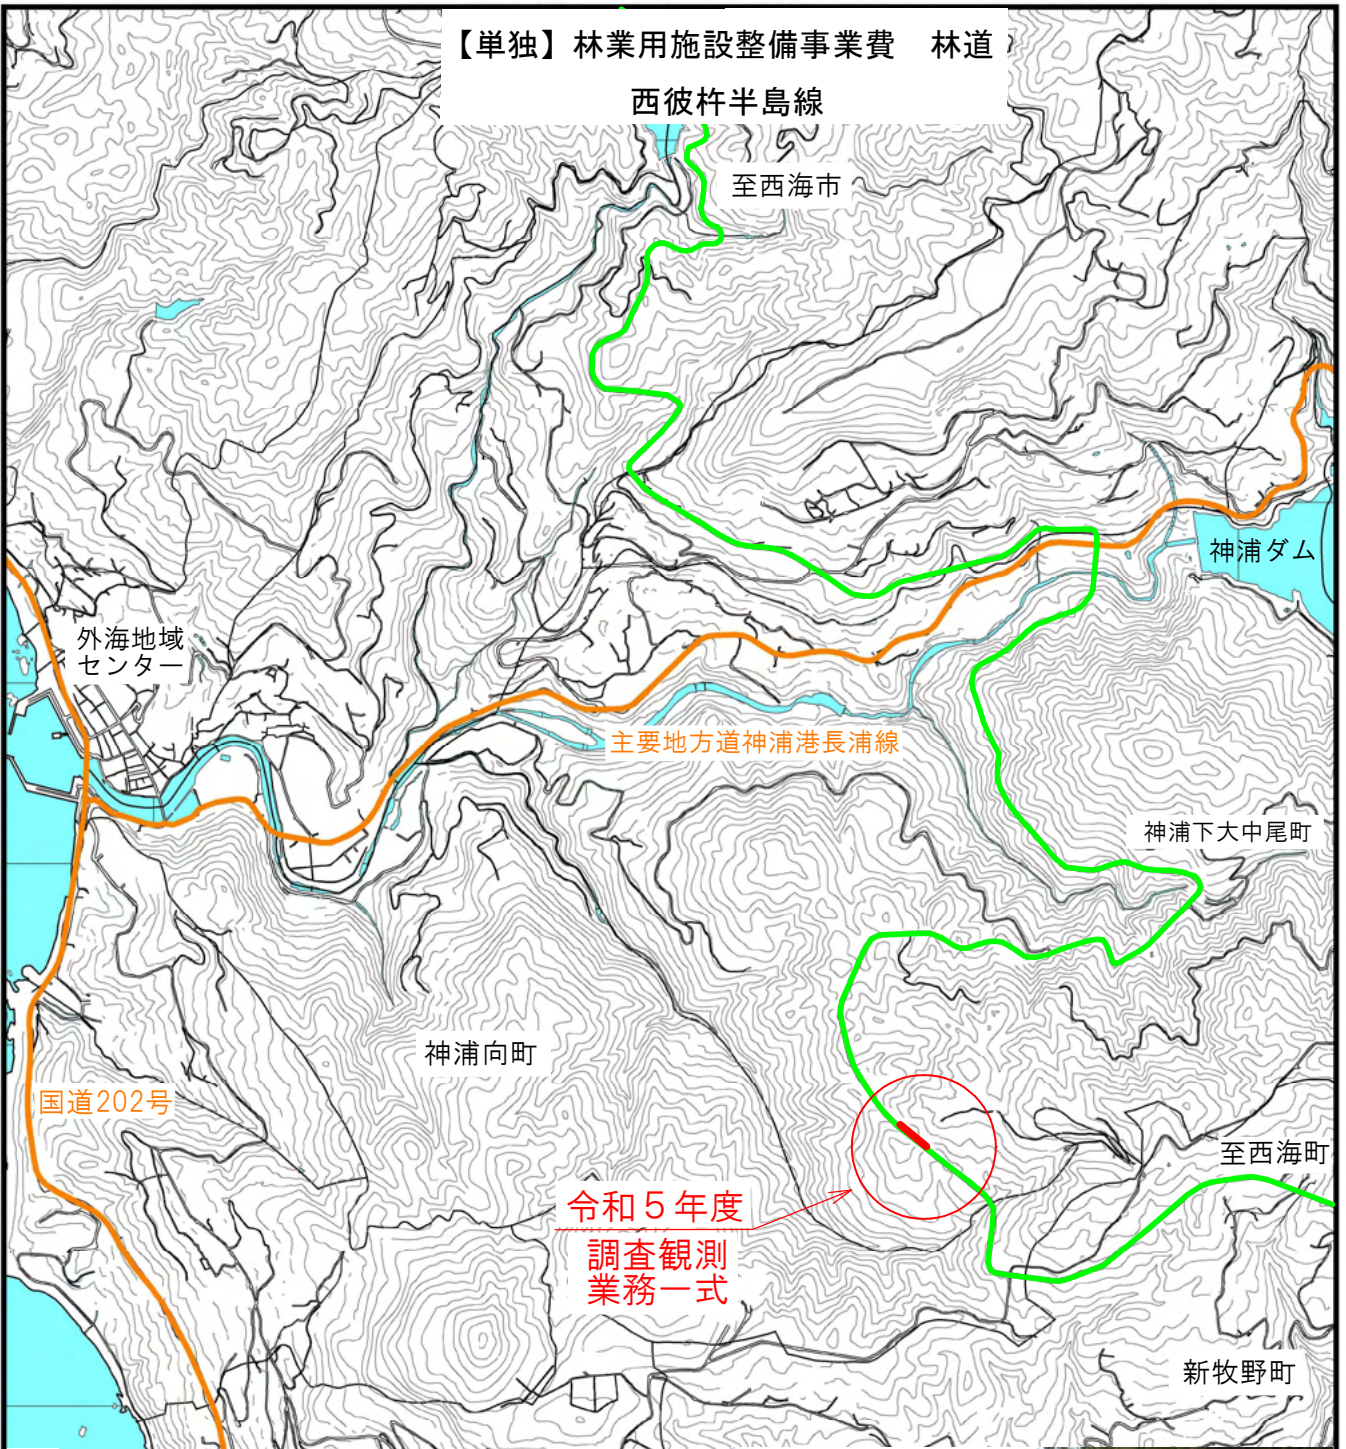 【単独】林業用施設整備事業費　林道
西彼杵半島線
至西海市
神浦ダム
外海地域
センター
主要地方道神浦港長浦線
神浦下大中尾町
神浦向町
国道202号
至西海町
令和５年度
調査観測
業務一式
新牧野町